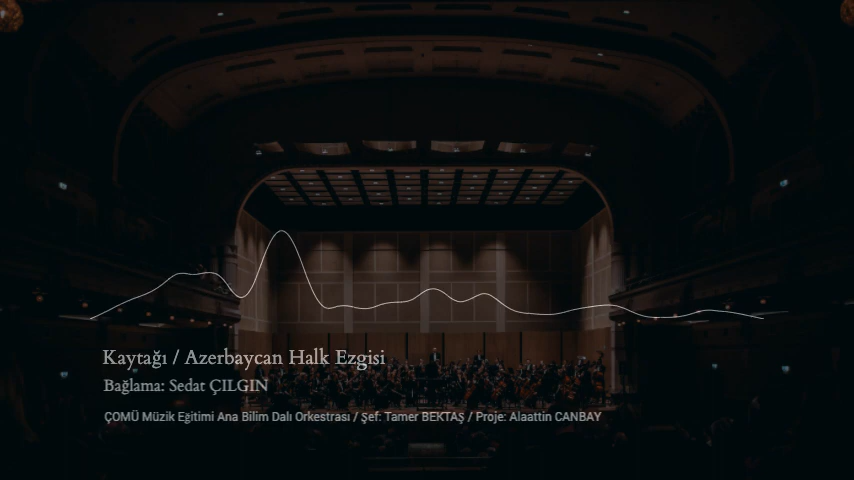 Kaytağı / Azerbaycan Halk Ezgisi
Bağlama: Sedat ÇILGIN
ÇOMÜ Müzik Eğitimi Ana Bilim Dalı Orkestrası / Şef: Tamer BEKTAŞ / Proje: Alaattin CANBAY